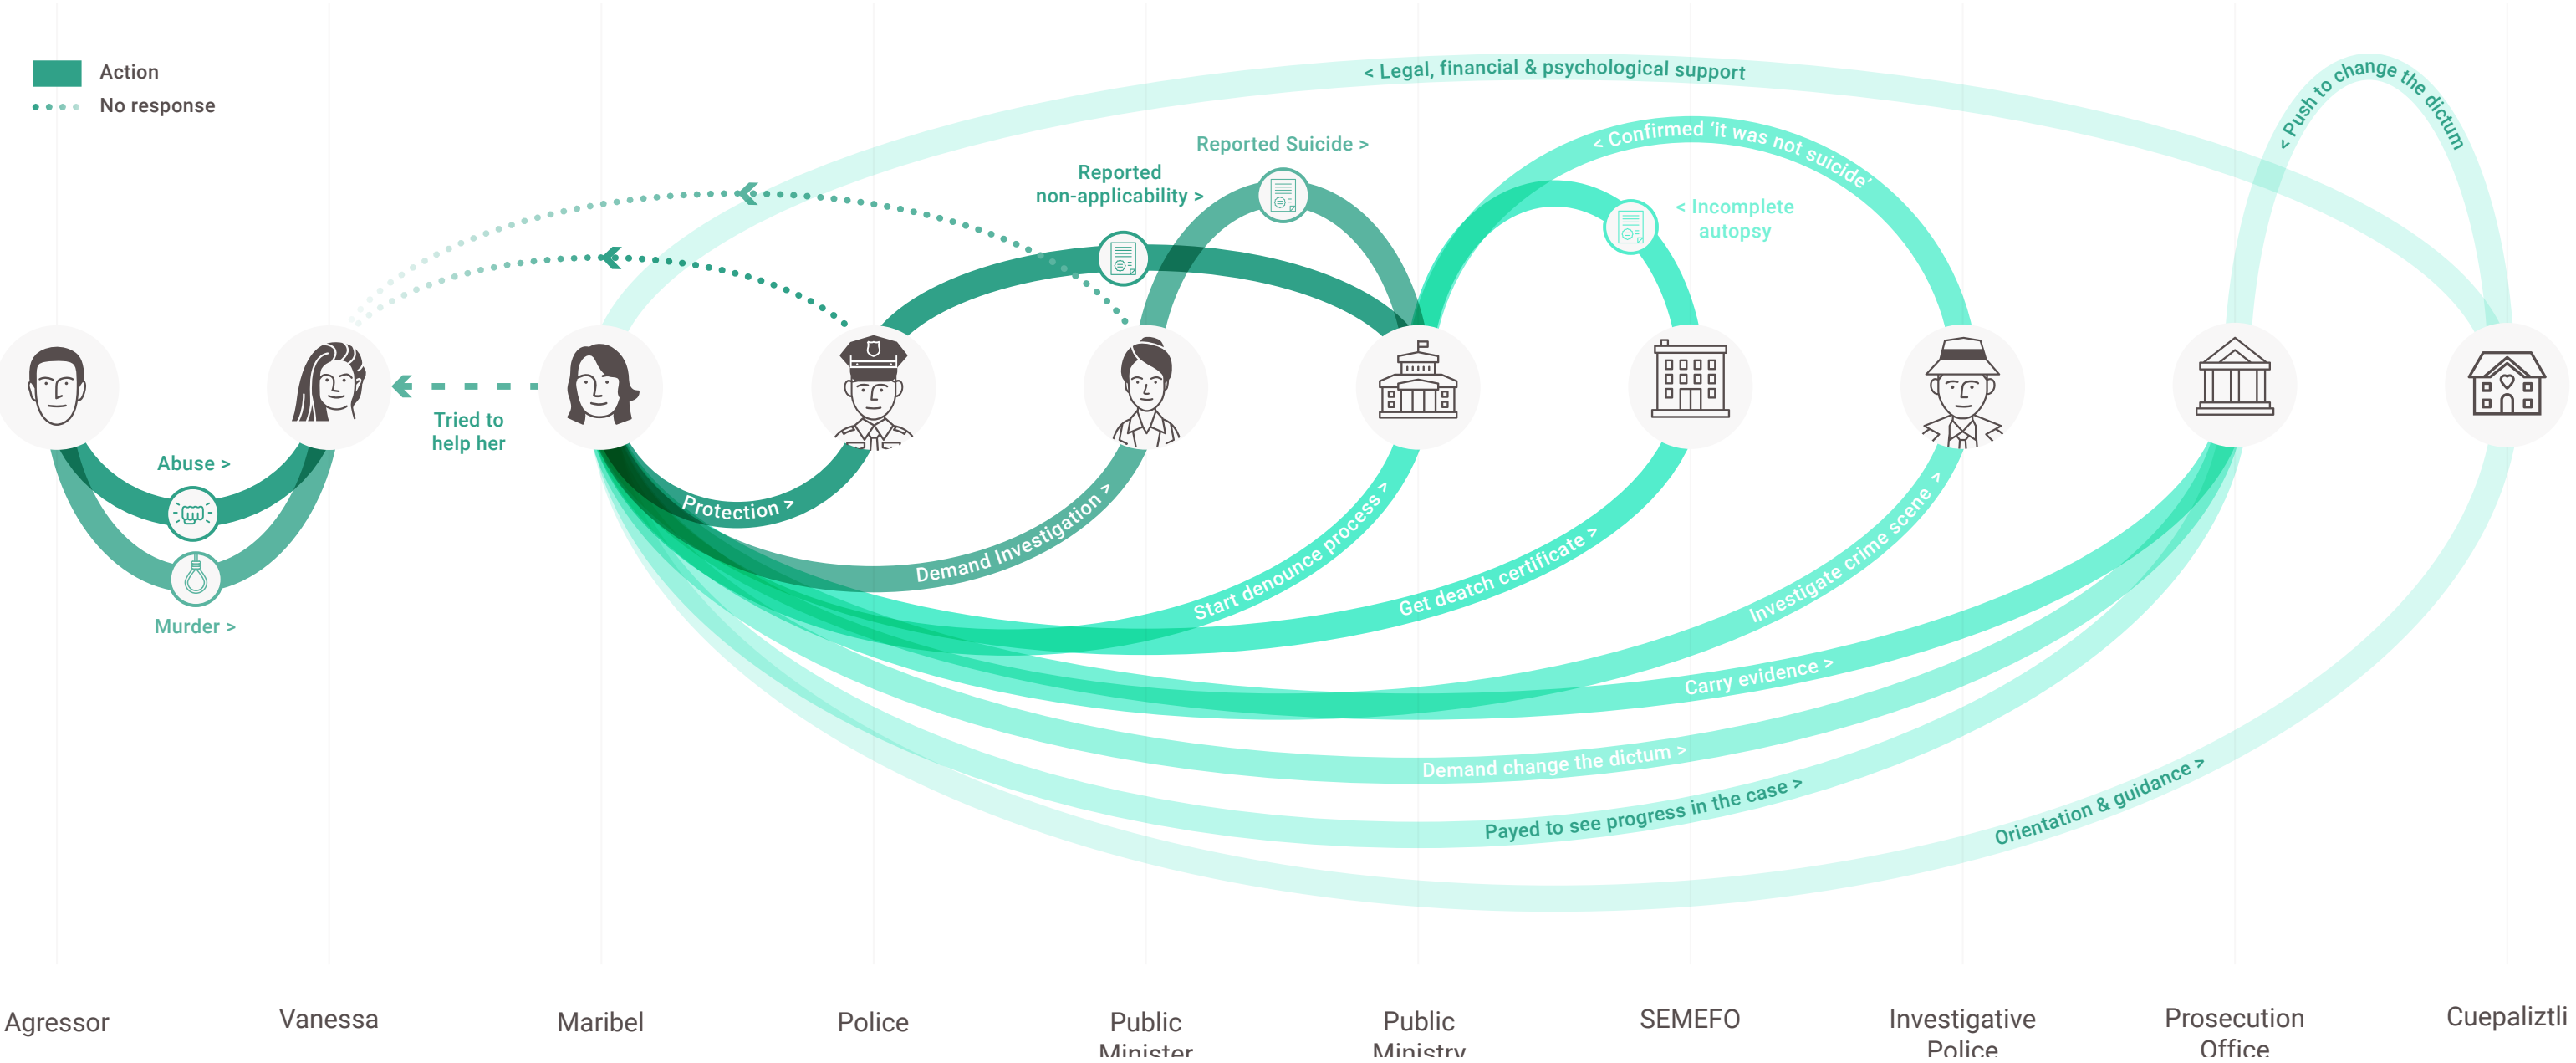 Action
No response
< Legal, financial & psychological support
< Push to change the dictum
Reported Suicide >
< Confirmed ‘it was not suicide’
Reported
non-applicability >
< Incomplete
autopsy
Tried to
help her
Abuse >
Murder >
Protection >
Demand Investigation >
Start denounce process >
Get deatch certificate >
Investigate crime scene >
Carry evidence >
Demand change the dictum >
Payed to see progress in the case >
Orientation & guidance >
Agressor
Vanessa
Maribel
Police
Public
Minister
Public
Ministry
SEMEFO
Investigative
Police
Prosecution
Office
Cuepaliztli